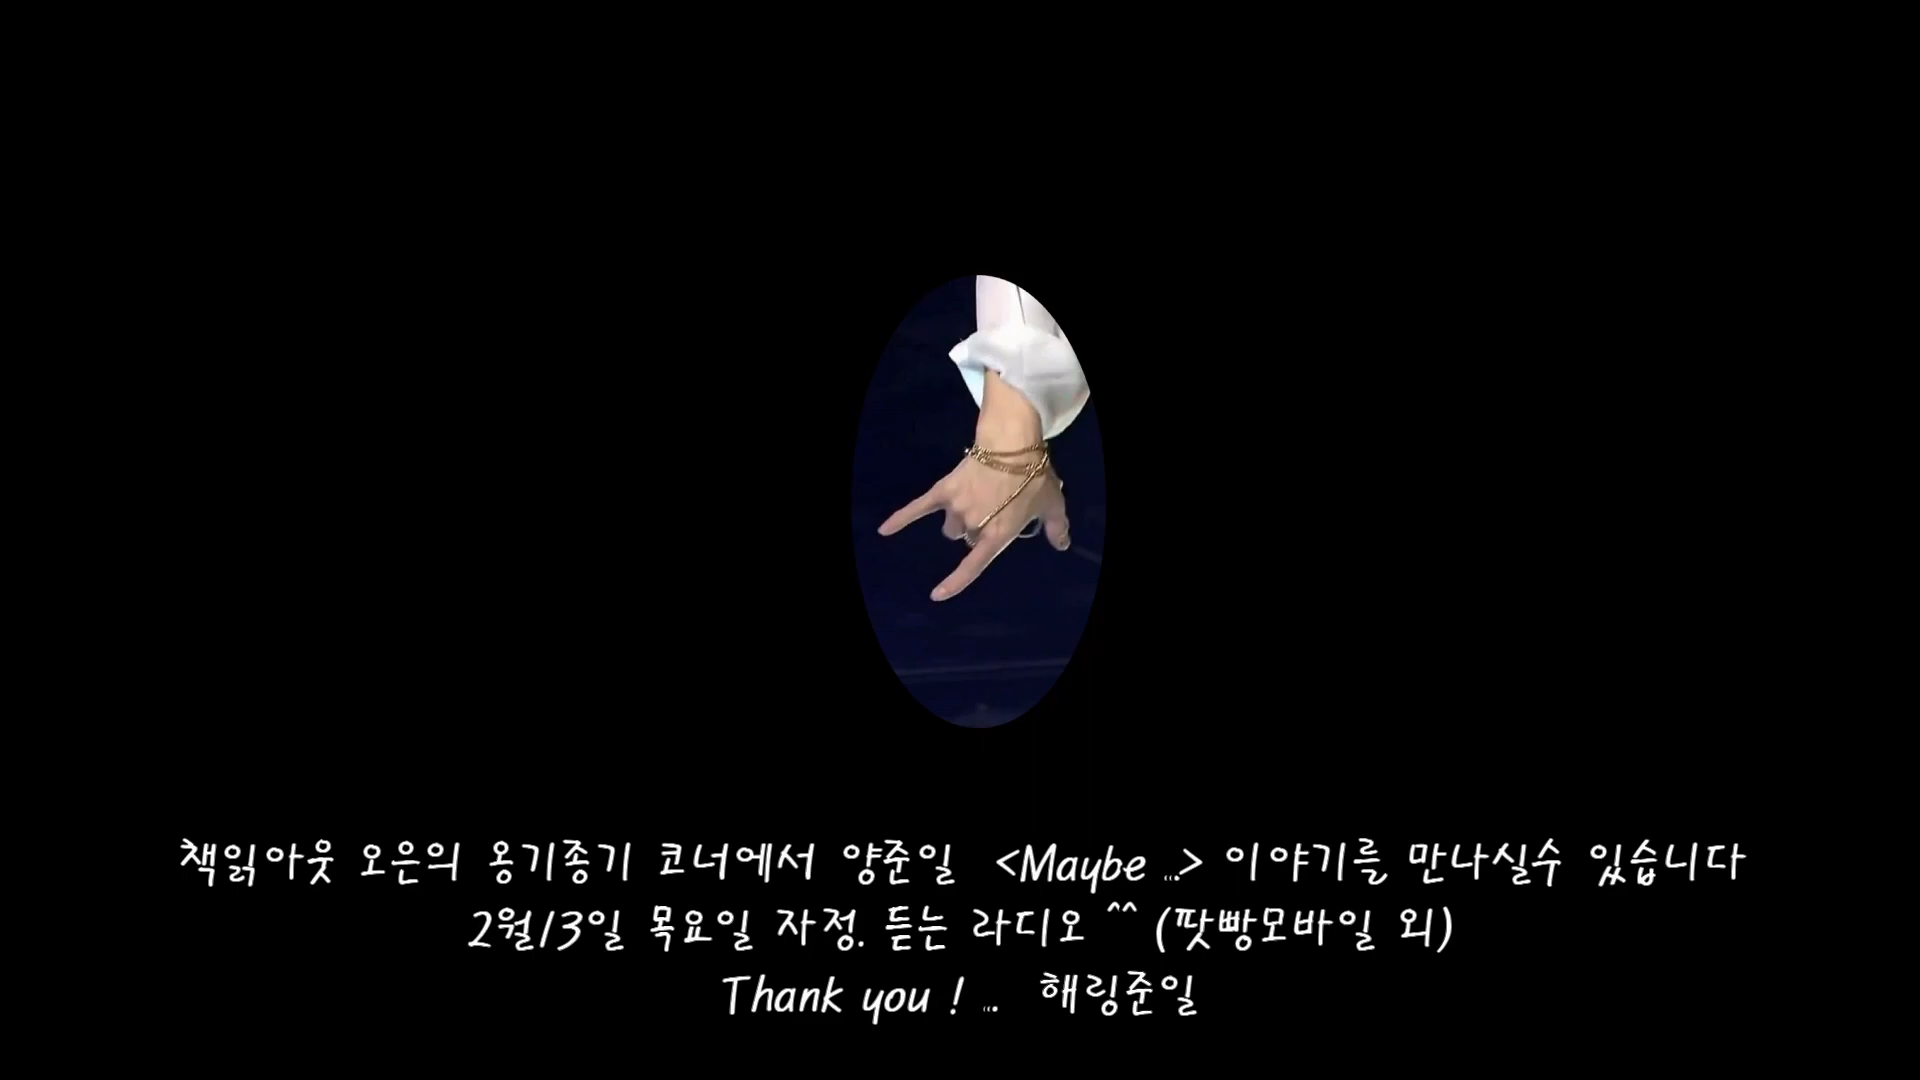 책읽아웃 오은의 옹기종기 코너에서 양준일 <Maybe ...> 이야기를 만나실수 있습니다
2월/3일 목요일 자정. 듣는 라디오 ^^ (팟빵모바일 외)
Thank you ! ... 해링준일